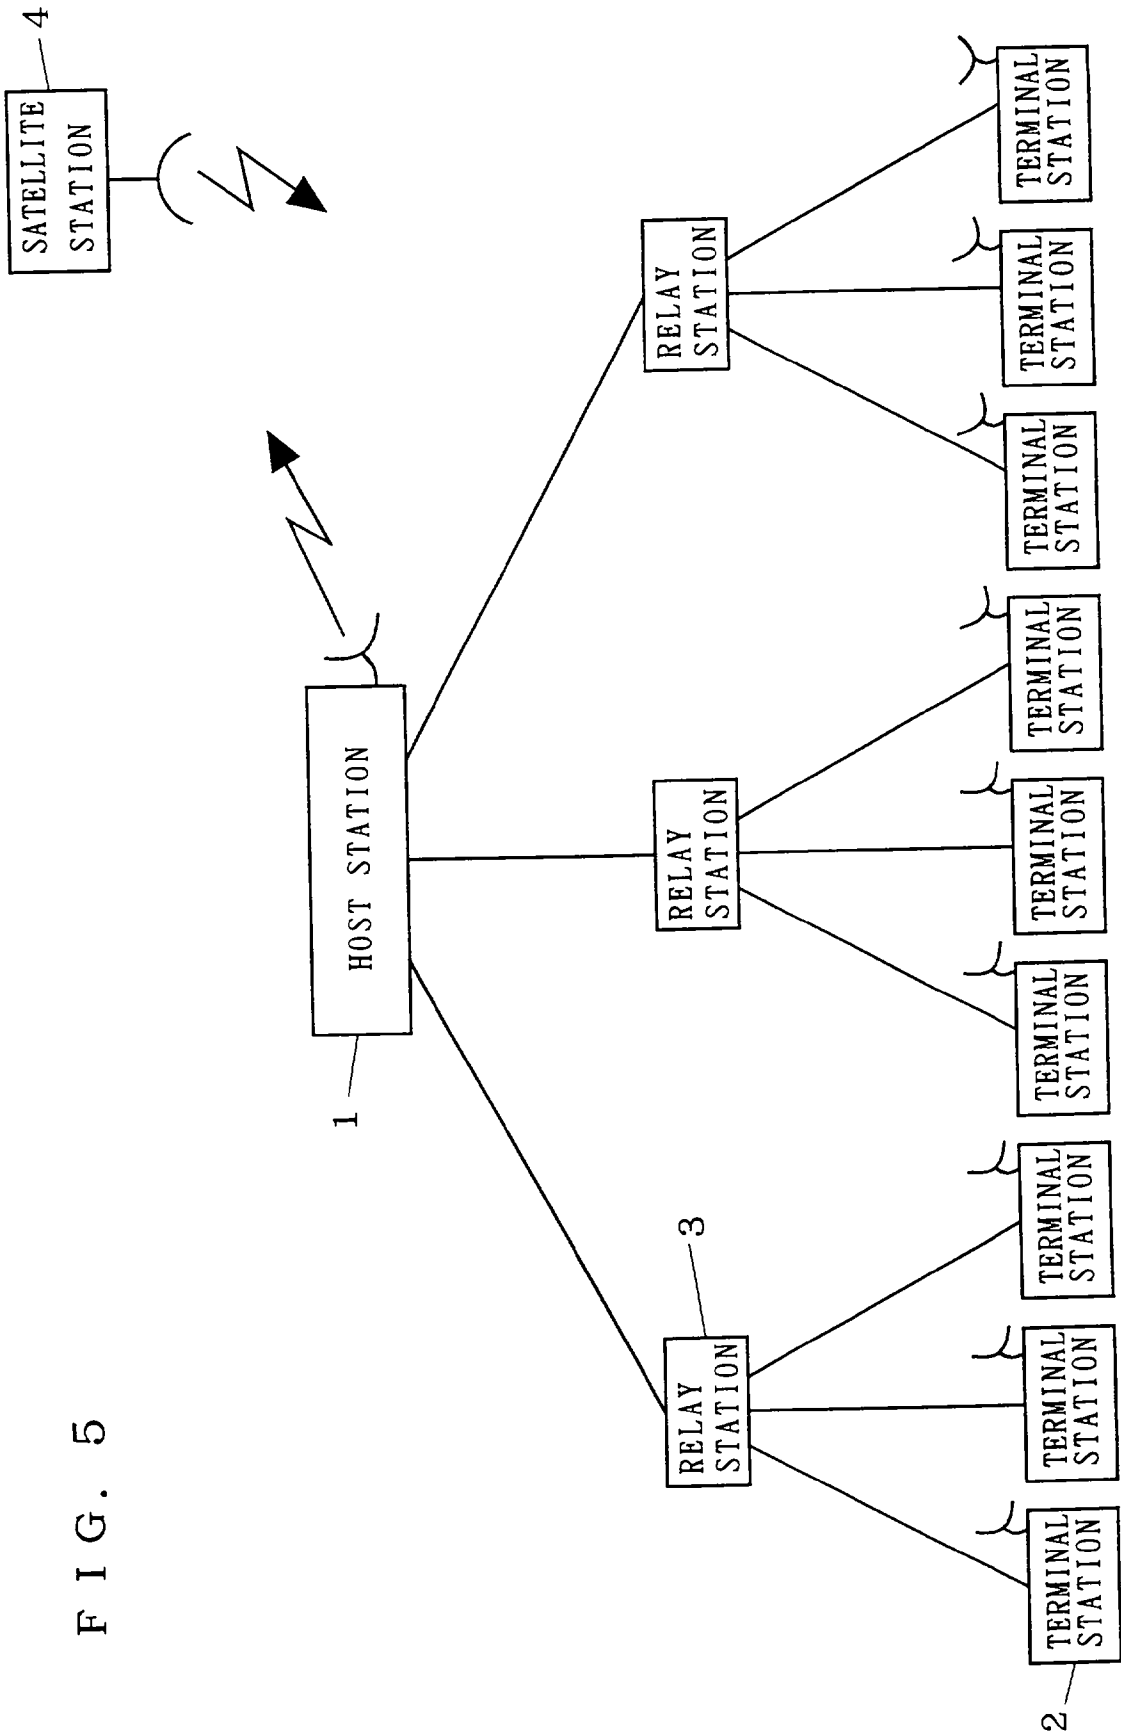 FIG. 5
SATELLITE
STATION
4
HOST STATION
1
RELAY
STATION
3
RELAY
STATION
RELAY
STATION
TERMINAL
STATION
2
TERMINAL
STATION
TERMINAL
STATION
TERMINAL
STATION
TERMINAL
STATION
TERMINAL
STATION
TERMINAL
STATION
TERMINAL
STATION
TERMINAL
STATION